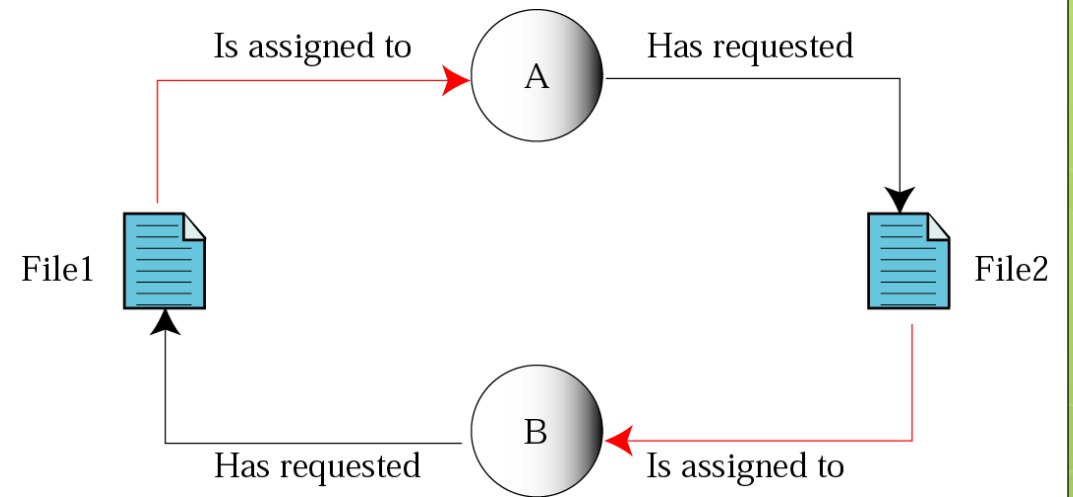 Is assigned to
A
Has requested
File1
File2
B
Has requested
Is assigned to